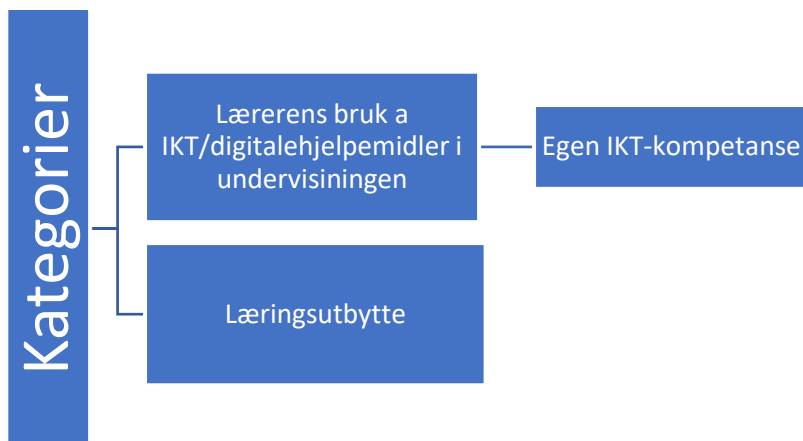 Kategorier
Lærerens bruk a
IKT/digitalehjelpemidler i
undervisiningen
Egen IKT-kompetanse
Læringsutbytte